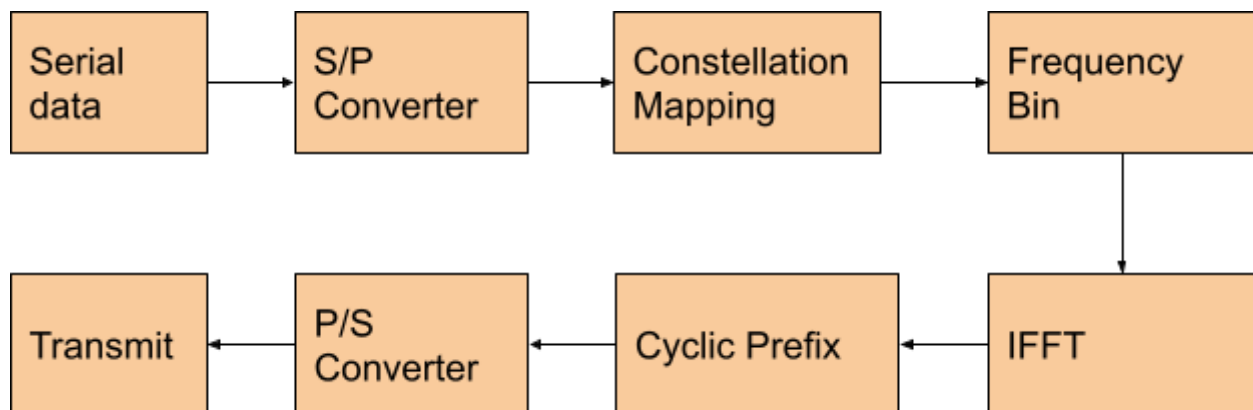 Serial
data
S/P
Converter
Constellation
Mapping
Frequency
Bin
IFFT
Cyclic Prefix
P/S
Converter
Transmit